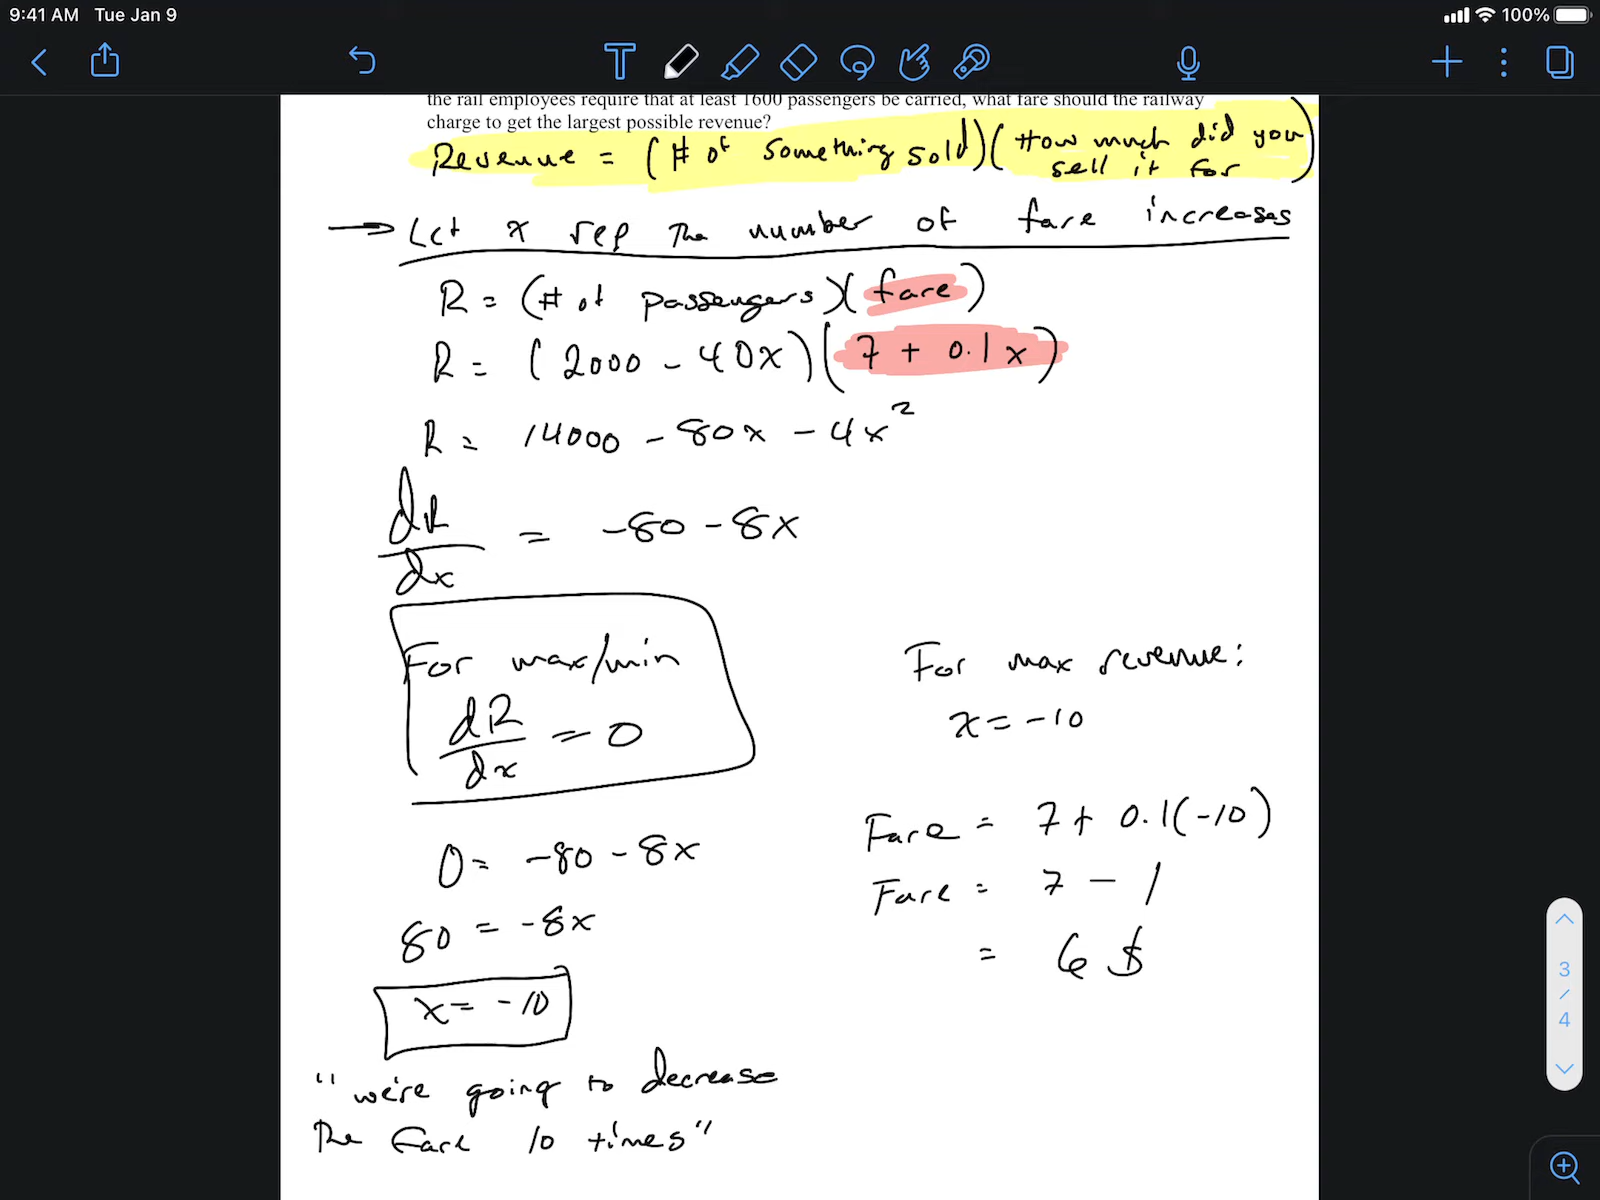 9:41 AM Tue Jan 9
100%
the rail employees require that at least 1600 passengers be carried, what fare should the railway
charge to get the largest possible revenue?
Revenue = (# of something sold)(How much did you sell it for)
→ Let x rep the number of fare increases
R = (# of passengers)(fare)
R = (2000 - 40x)(7 + 0.1x)
R = 14000 - 80x - 4x²
dR/dx = -80 - 8x
For max/min
dR/dx = 0
0 = -80 - 8x
80 = -8x
x = -10
"we're going to decrease
the fare 10 times"
For max revenue:
x = -10
Fare = 7 + 0.1(-10)
Fare = 7 - 1
= 6 $
3
/
4